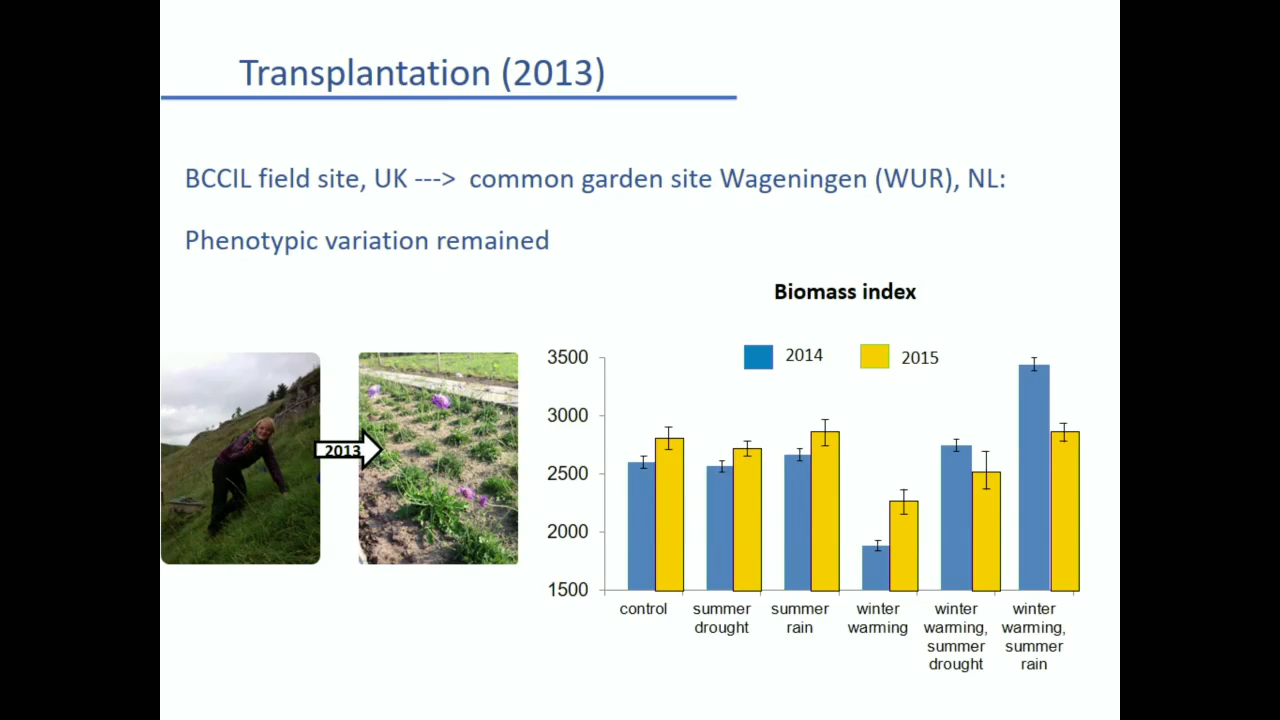 Transplantation (2013)
BCCIL field site, UK ---> common garden site Wageningen (WUR), NL:
Phenotypic variation remained
Biomass index
2014
2015
3500
3000
2500
2000
1500
2013
control
summer drought
summer rain
winter warming
winter warming, summer drought
winter warming, summer rain